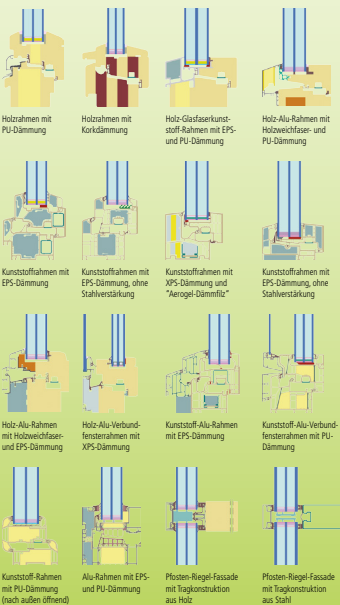 Holzrahmen mit
PU-Dämmung
Holzrahmen mit
Korkdämmung
Holz-Glasfaserkunst-
stoff-Rahmen mit EPS-
und PU-Dämmung
Holz-Alu-Rahmen mit
Holzweichfaser- und
PU-Dämmung
Kunststoffrahmen mit
EPS-Dämmung
Kunststoffrahmen mit
EPS-Dämmung, ohne
Stahlverstärkung
Kunststoffrahmen mit
XPS-Dämmung und
"Aerogel-Dämmfilz"
Kunststoffrahmen mit
EPS-Dämmung, ohne
Stahlverstärkung
Holz-Alu-Rahmen
mit Holzweichfaser-
und EPS-Dämmung
Holz-Alu-Verbund-
fensterrahmen mit
XPS-Dämmung
Kunststoff-Alu-Rahmen
mit EPS-Dämmung
Kunststoff-Alu-Verbund-
fensterrahmen mit PU-
Dämmung
Kunststoff-Rahmen
mit PU-Dämmung
(nach außen öffnend)
Alu-Rahmen mit EPS-
und PU-Dämmung
Pfosten-Riegel-Fassade
mit Tragkonstruktion
aus Holz
Pfosten-Riegel-Fassade
mit Tragkonstruktion
aus Stahl